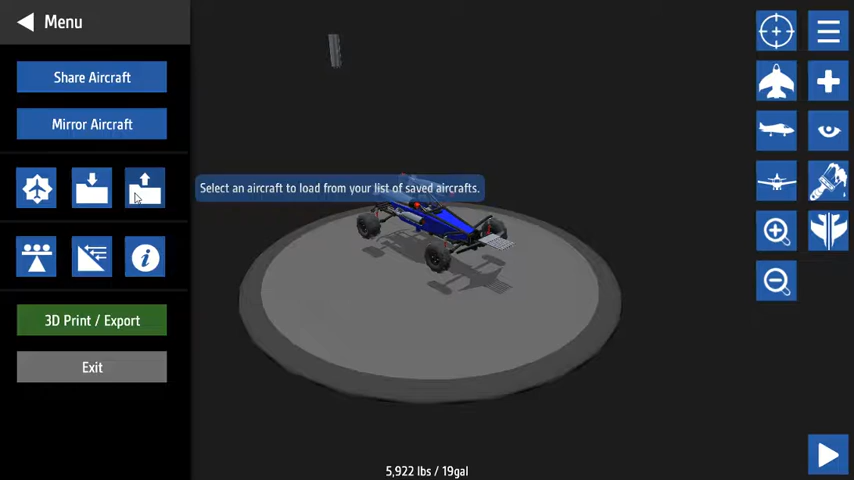 Menu
Share Aircraft
Mirror Aircraft
Select an aircraft to load from your list of saved aircrafts.
3D Print / Export
Exit
5,922 lbs / 19gal